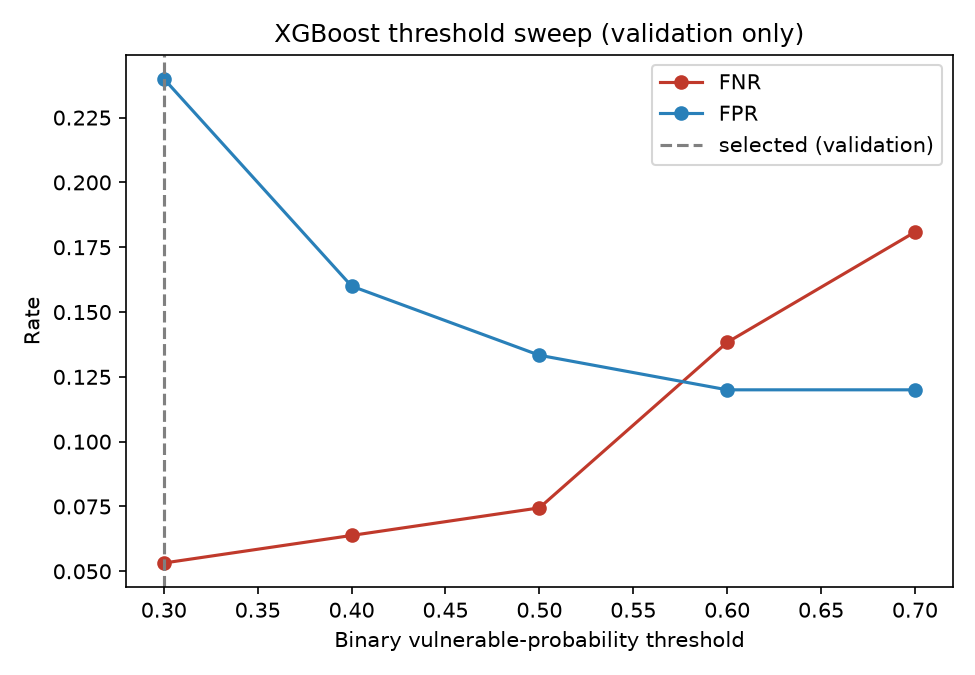 XGBoost threshold sweep (validation only)
FNR
FPR
selected (validation)
0.225
0.200
0.175
0.150
0.125
0.100
0.075
0.050
Rate
0.30 0.35 0.40 0.45 0.50 0.55 0.60 0.65 0.70
Binary vulnerable-probability threshold